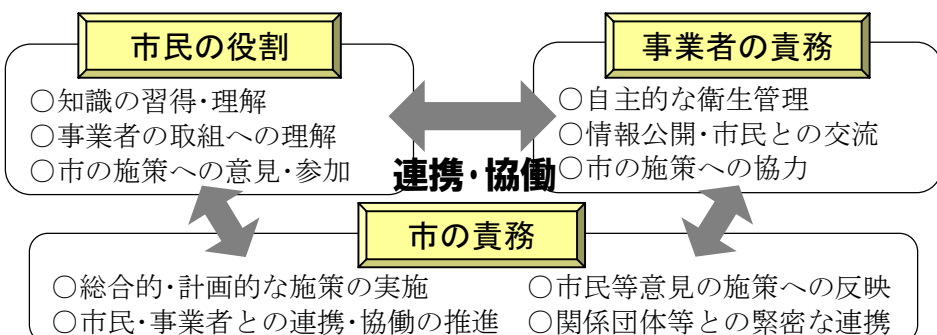 市民の役割
○知識の習得・理解
○事業者の取組への理解
○市の施策への意見・参加
事業者の責務
○自主的な衛生管理
○情報公開・市民との交流
○市の施策への協力
連携・協働
市の責務
○総合的・計画的な施策の実施
○市民・事業者との連携・協働の推進
○市民等意見の施策への反映
○関係団体等との緊密な連携